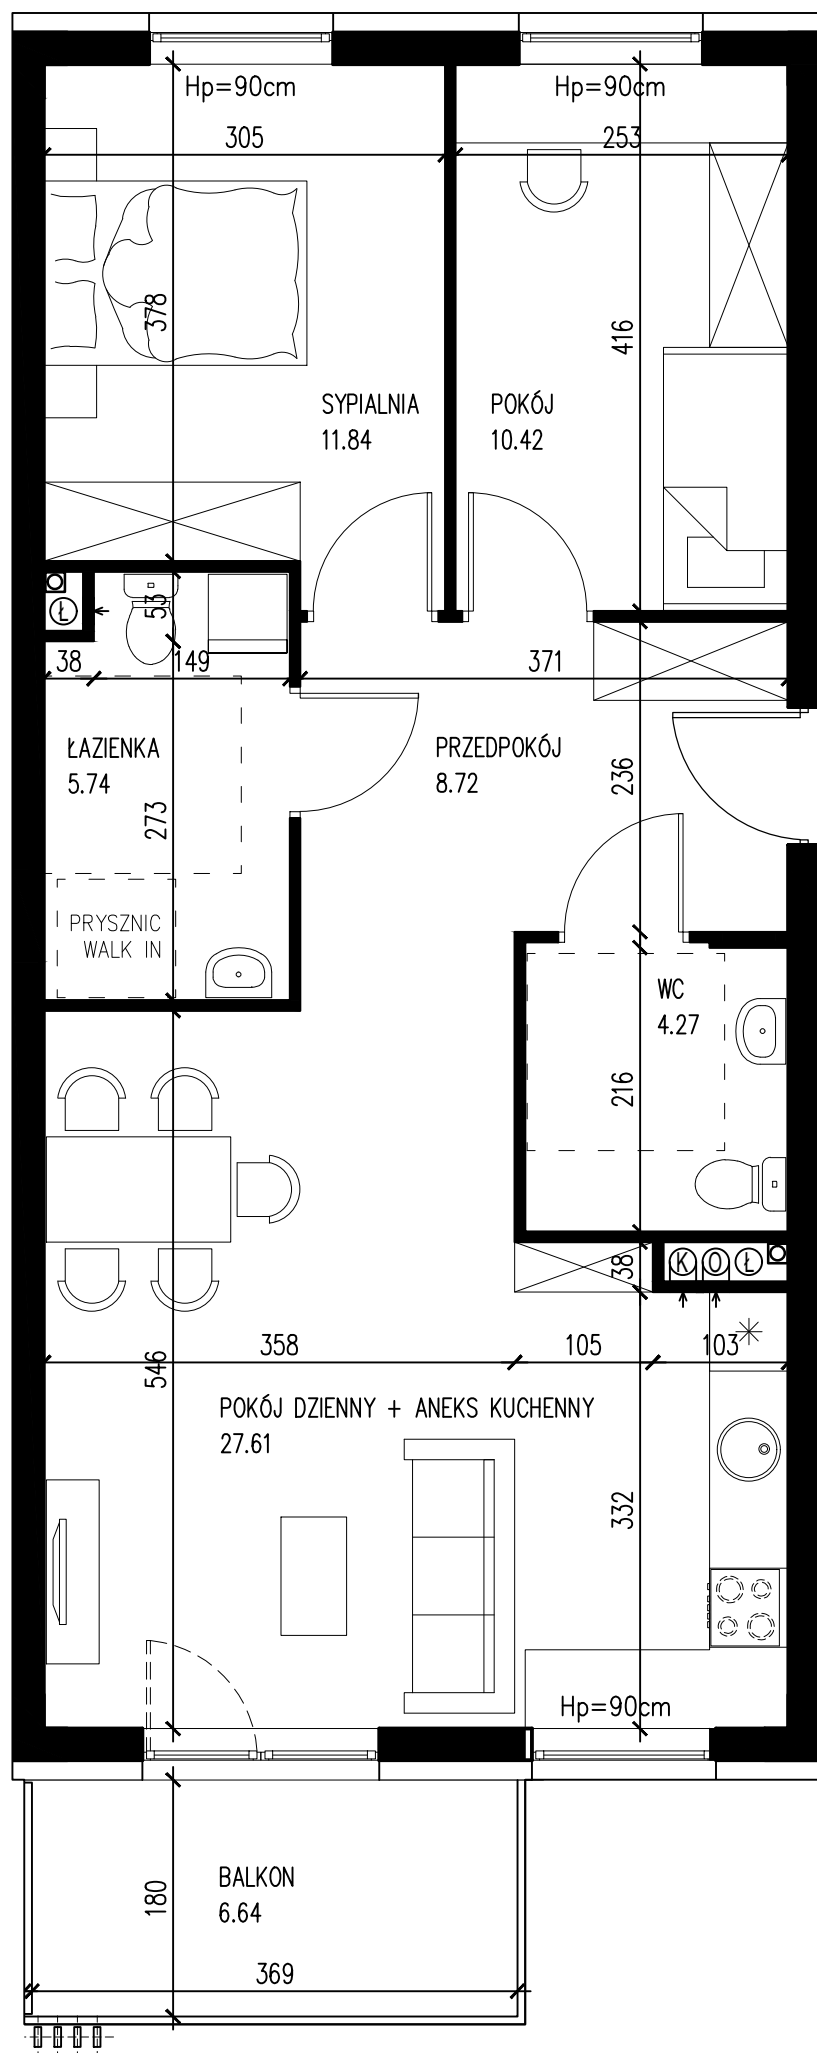 Hp=90cm
Hp=90cm
305
253
378
416
SYPIALNIA
11.84
POKÓJ
10.42
53
Ł
38
149
371
ŁAZIENKA
5.74
PRZEDPOKÓJ
8.72
273
236
PRYSZNIC
WALK IN
WC
4.27
216
38
K O Ł
358
105
103
546
POKÓJ DZIENNY + ANEKS KUCHENNY
27.61
332
Hp=90cm
BALKON
6.64
180
369